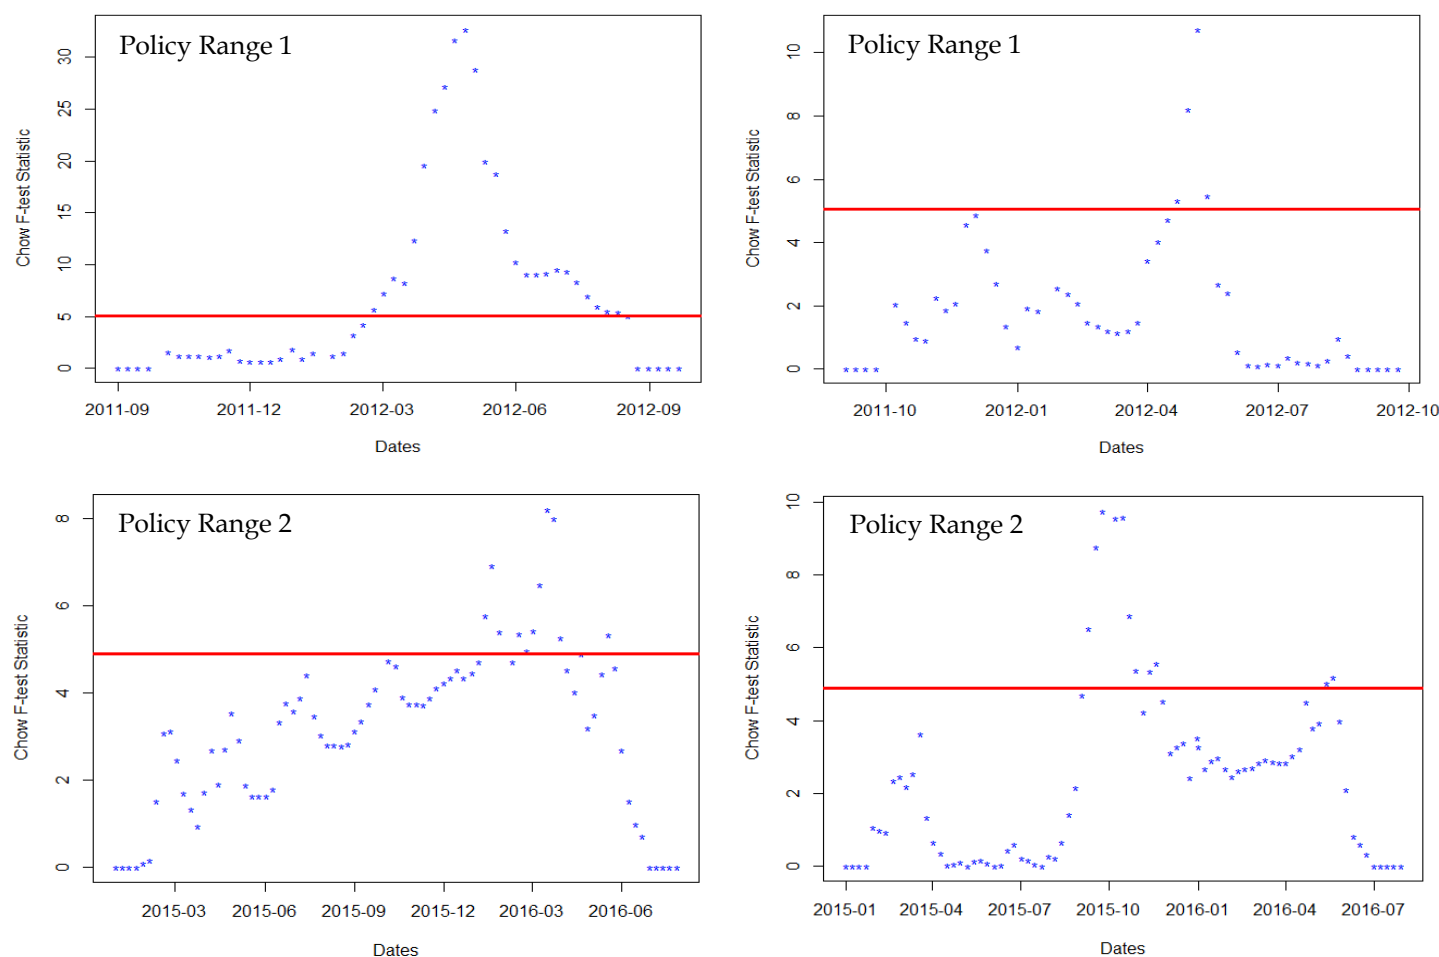 Policy Range 1
Chow F-test Statistic
0 5 10 15 20 25 30
2011-09 2011-12 2012-03 2012-06 2012-09
Dates
Policy Range 1
Chow F-test Statistic
0 2 4 6 8 10
2011-10 2012-01 2012-04 2012-07 2012-10
Dates
Policy Range 2
Chow F-test Statistic
0 2 4 6 8
2015-03 2015-06 2015-09 2015-12 2016-03 2016-06
Dates
Policy Range 2
Chow F-test Statistic
0 2 4 6 8 10
2015-01 2015-04 2015-07 2015-10 2016-01 2016-04 2016-07
Dates